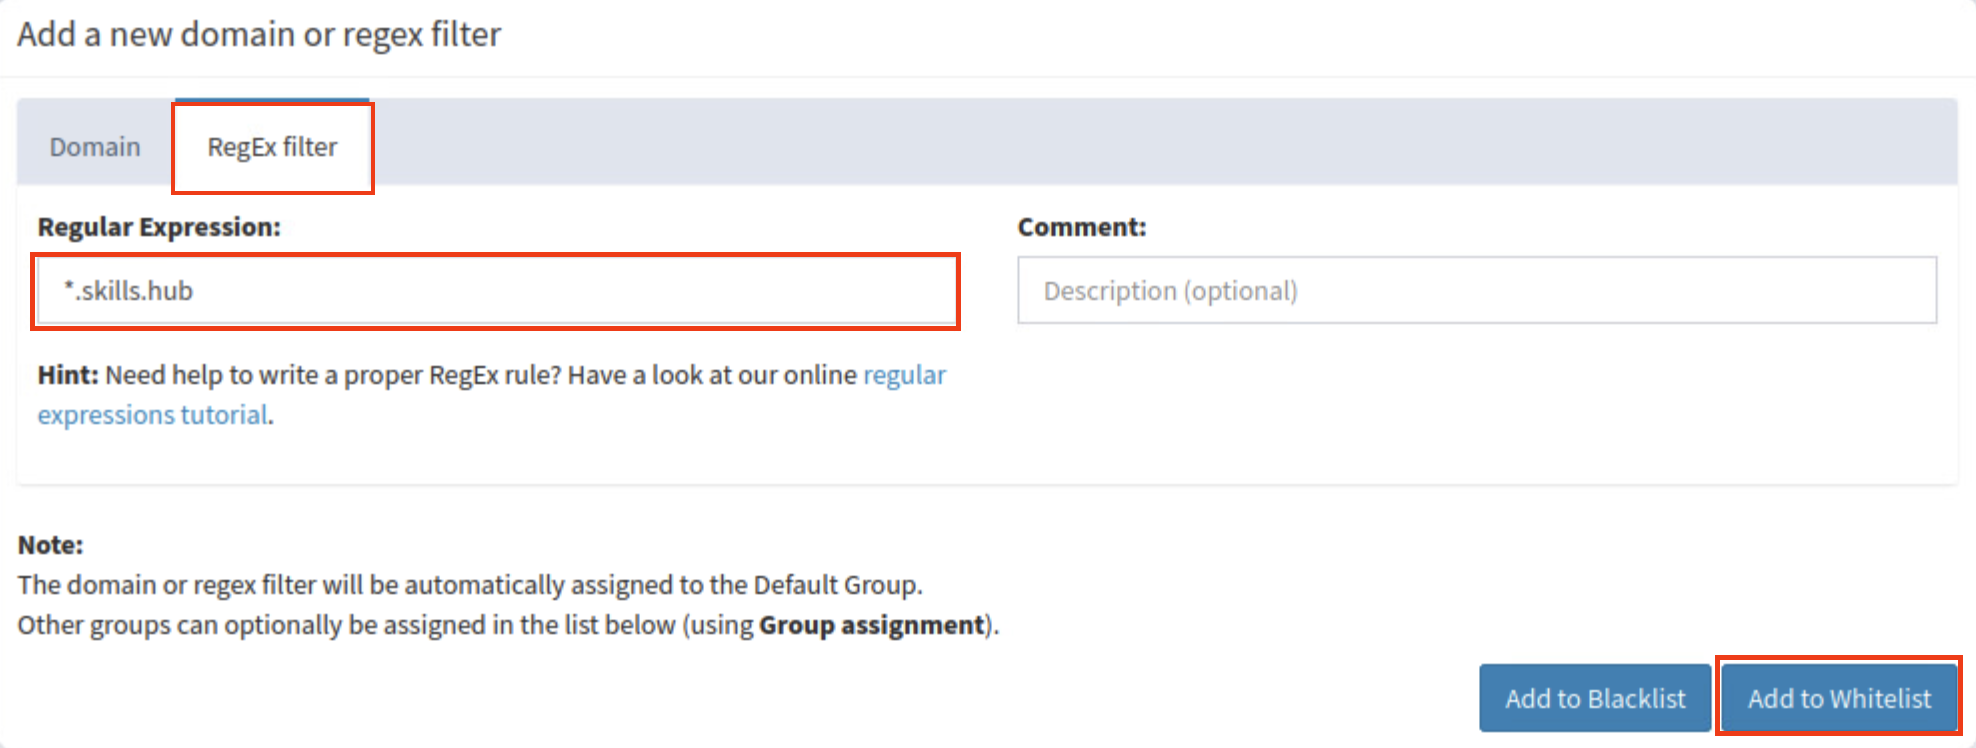 Add a new domain or regex filter
Domain
RegEx filter
Regular Expression:
*.skills.hub
Comment:
Description (optional)
Hint: Need help to write a proper RegEx rule? Have a look at our online regular
expressions tutorial.
Note:
The domain or regex filter will be automatically assigned to the Default Group.
Other groups can optionally be assigned in the list below (using Group assignment).
Add to Blacklist
Add to Whitelist